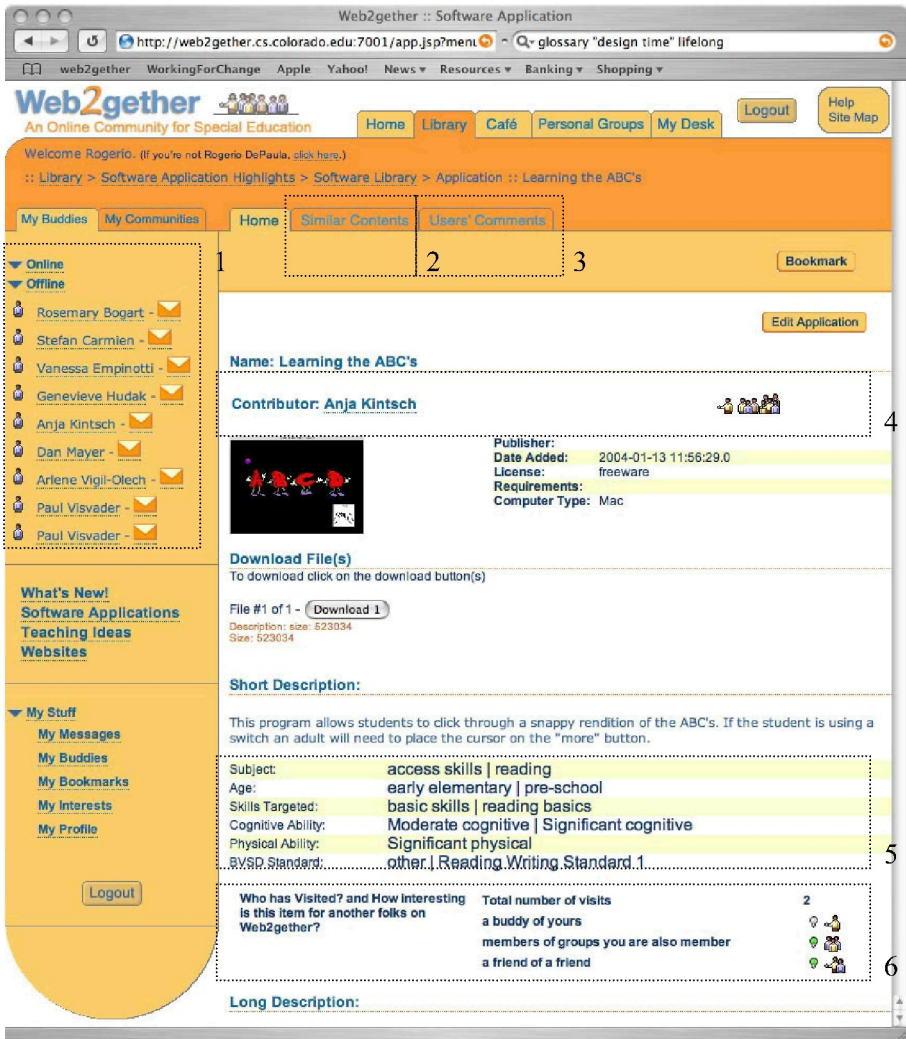 Web2gether :: Software Application
http://web2gether.cs.colorado.edu:7001/app.jsp?menu
glossary "design time" lifelong
web2gether WorkingForChange Apple Yahoo! News ▾ Resources ▾ Banking ▾ Shopping ▾
Web2gether
An Online Community for Special Education
Home Library Café Personal Groups My Desk Logout
Help
Site Map
Welcome Rogerio. (If you're not Rogerio DePaula, click here.)
:: Library > Software Application Highlights > Software Library > Application :: Learning the ABC's
My Buddies My Communities
Home Similar Contents Users' Comments
1 2 3
Online
Offline
Rosemary Bogart -
Stefan Carmien -
Vanessa Empinotti -
Genevieve Hudak -
Anja Kintsch -
Dan Mayer -
Arlene Vigil-Olech -
Paul Visvader -
Paul Visvader -
What's New!
Software Applications
Teaching Ideas
Websites
My Stuff
My Messages
My Buddies
My Bookmarks
My Interests
My Profile
Logout
Bookmark
Edit Application
Name: Learning the ABC's
Contributor: Anja Kintsch
4
A B C D
Publisher:
Date Added: 2004-01-13 11:56:29.0
License: freeware
Requirements:
Computer Type: Mac
Download File(s)
To download click on the download button(s)
File #1 of 1 - Download 1
Description: size: 523034
Size: 523034
Short Description:
This program allows students to click through a snappy rendition of the ABC's. If the student is using a
switch an adult will need to place the cursor on the "more" button.
Subject: access skills | reading
Age: early elementary | pre-school
Skills Targeted: basic skills | reading basics
Cognitive Ability: Moderate cognitive | Significant cognitive
Physical Ability: Significant physical
BVSD Standard: other | Reading Writing Standard 1
5
Who has Visited? and How interesting
is this item for another folks on
Web2gether?
Total number of visits 2
a buddy of yours
members of groups you are also member
a friend of a friend
6
Long Description: